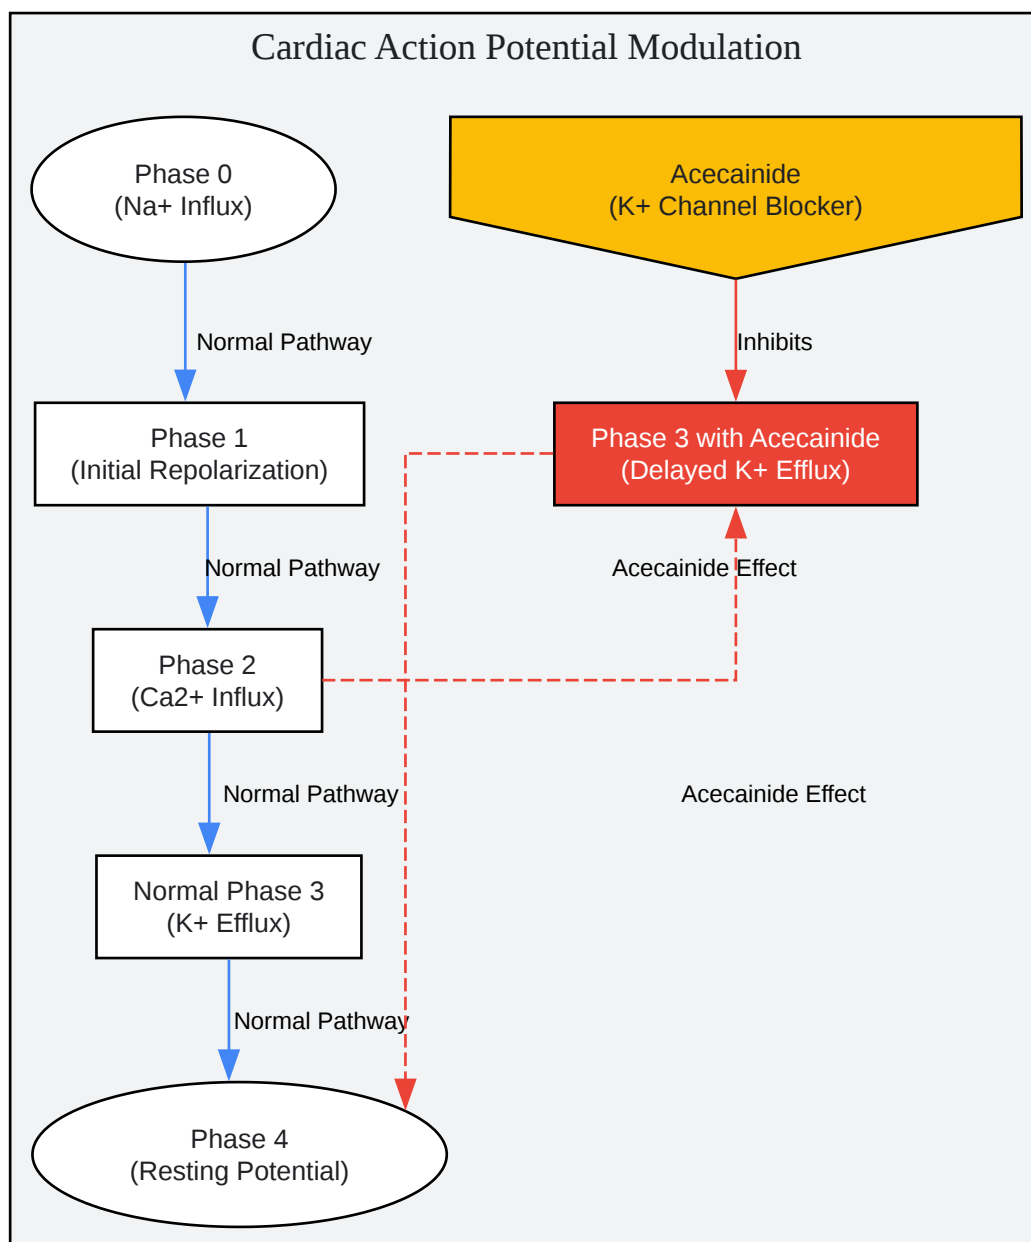 Cardiac Action Potential Modulation
Phase 0
(Na+ Influx)
Acecainide
(K+ Channel Blocker)
Normal Pathway
Inhibits
Phase 1
(Initial Repolarization)
Phase 3 with Acecainide
(Delayed K+ Efflux)
Normal Pathway
Acecainide Effect
Phase 2
(Ca2+ Influx)
Normal Pathway
Acecainide Effect
Normal Phase 3
(K+ Efflux)
Normal Pathway
Phase 4
(Resting Potential)